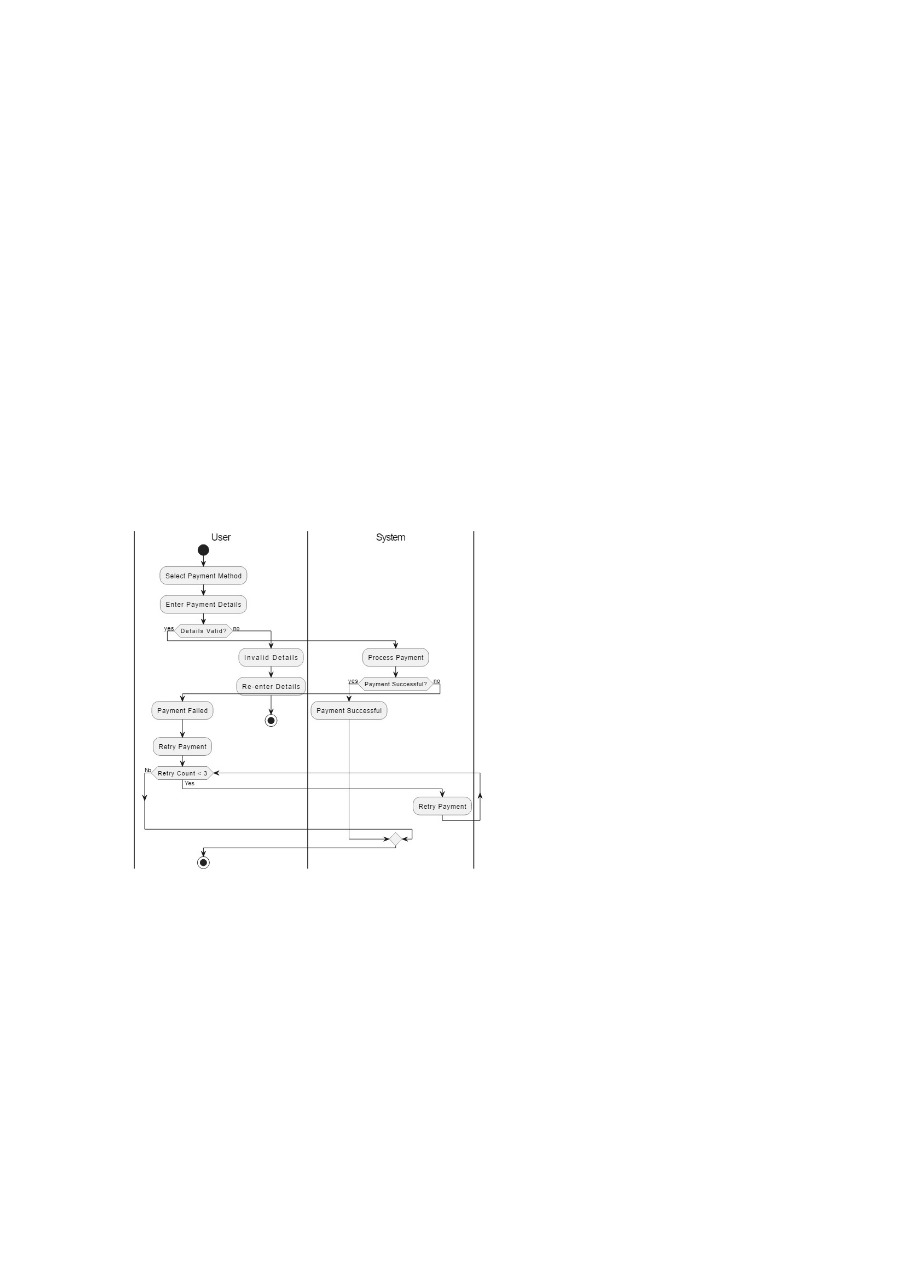 User
System
Select Payment Method
Enter Payment Details
yes
Details Valid?
no
Invalid Details
Process Payment
Re-enter Details
yes
Payment Successful?
no
Payment Failed
Payment Successful
Retry Payment
No
Retry Count < 3
Yes
Retry Payment